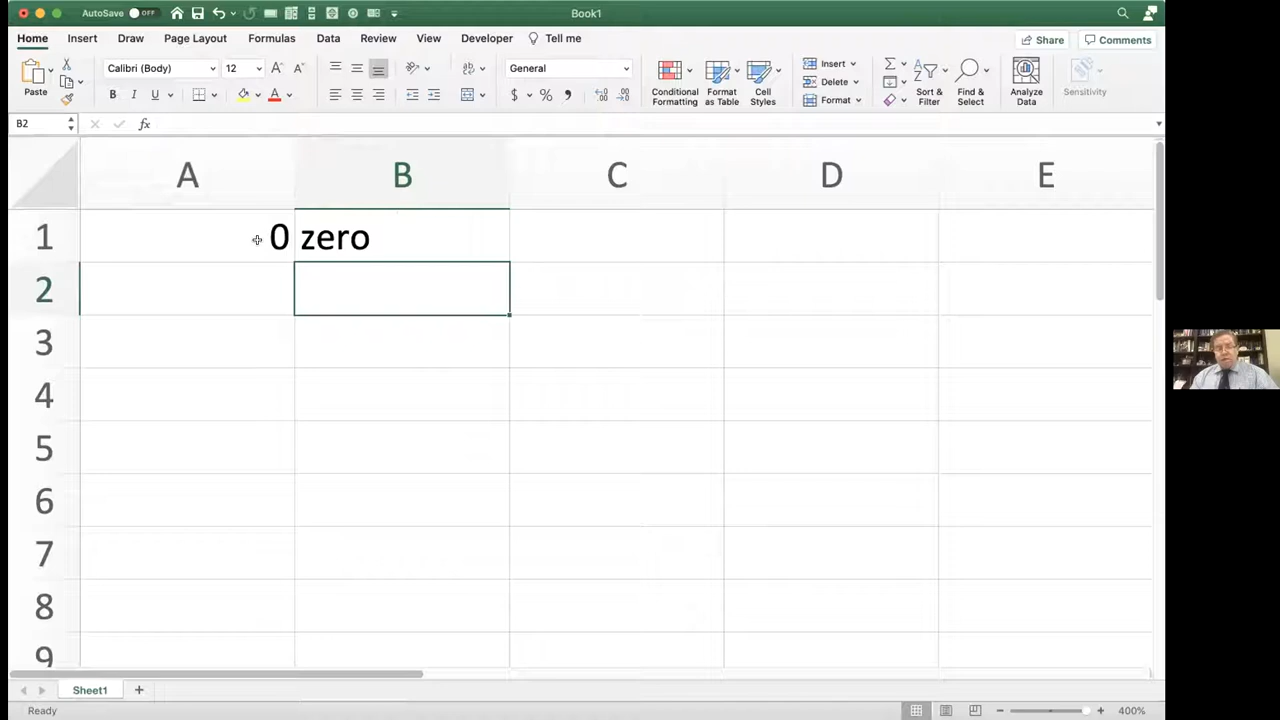 AutoSave OFF Book1
Home Insert Draw Page Layout Formulas Data Review View Developer Tell me Share Comments
Paste Calibri (Body) 12 A A General Conditional Formatting Format as Table Cell Styles Insert Delete Format Sort & Filter Find & Select Analyze Data Sensitivity
B I U A $ % ,
B2 fx
A B C D E
1 0 zero
2
3
4
5
6
7
8
9
Sheet1 +
Ready 400%